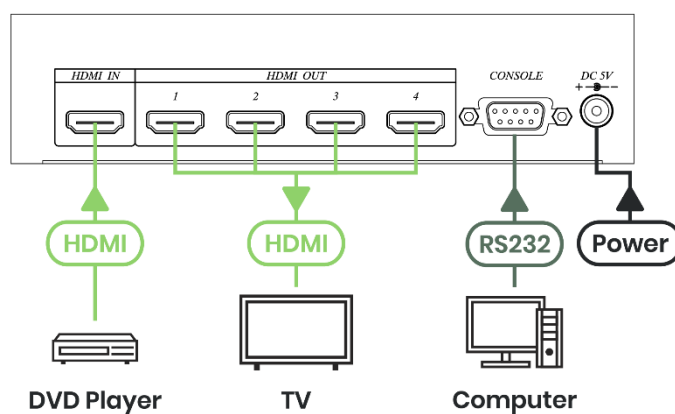 HDMI IN
HDMI OUT
CONSOLE
DC 5V
1
2
3
4
+
-
HDMI
HDMI
RS232
Power
DVD Player
TV
Computer